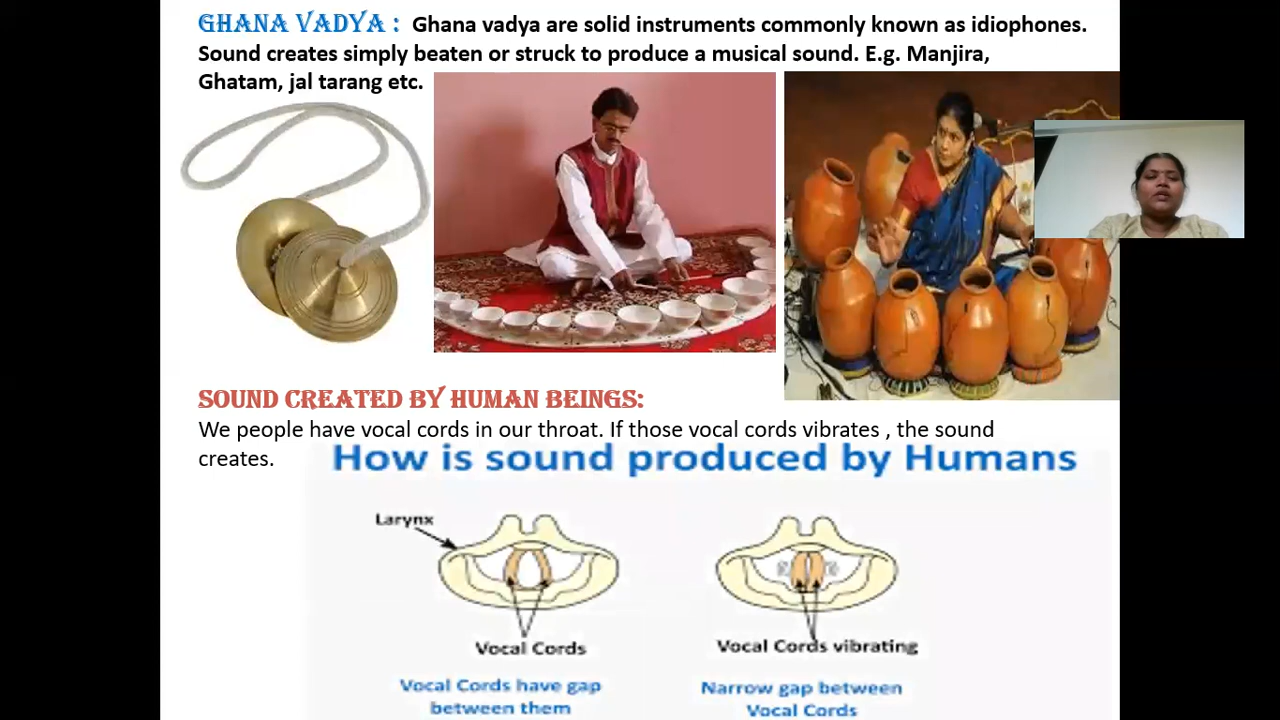 GHANA VADYA : Ghana vadya are solid instruments commonly known as idiophones.
Sound creates simply beaten or struck to produce a musical sound. E.g. Manjira,
Ghatam, jal tarang etc.
SOUND CREATED BY HUMAN BEINGS:
We people have vocal cords in our throat. If those vocal cords vibrates , the sound
creates.
How is sound produced by Humans
Larynx
Vocal Cords
Vocal Cords vibrating
Vocal Cords have gap
between them
Narrow gap between
Vocal Cords